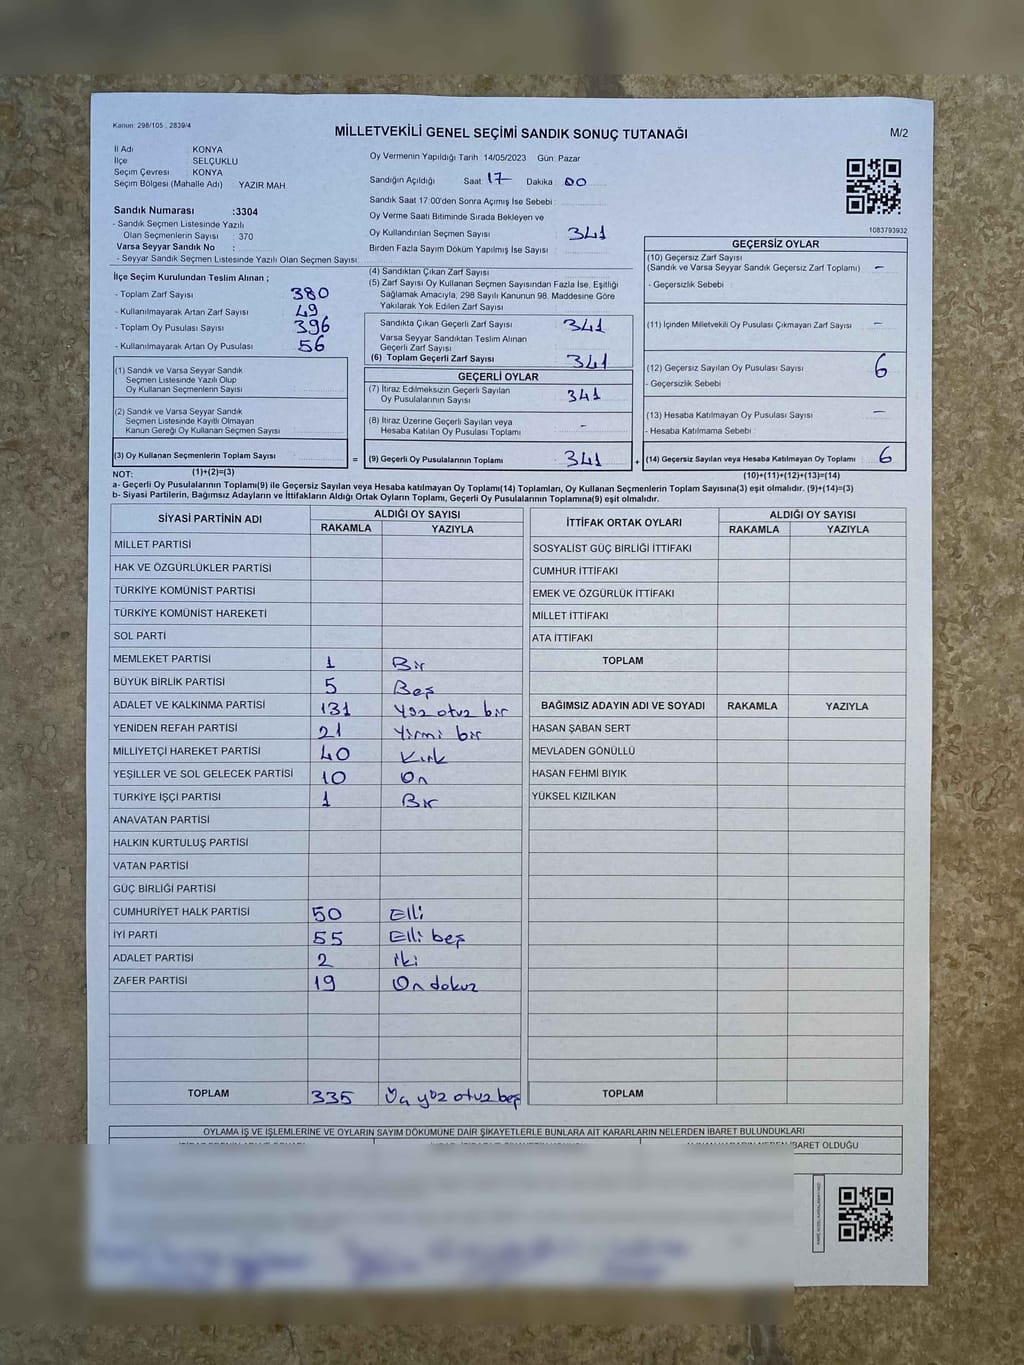 Kanun: 298/105 , 2839/4
MİLLETVEKİLİ GENEL SEÇİMİ SANDIK SONUÇ TUTANAĞI
M/2
İl Adı KONYA
İlçe SELÇUKLU
Seçim Çevresi KONYA
Seçim Bölgesi (Mahalle Adı) YAZIR MAH.
Sandık Numarası :3304
- Sandık Seçmen Listesinde Yazılı
Olan Seçmenlerin Sayısı : 370
Varsa Seyyar Sandık No :
- Seyyar Sandık Seçmen Listesinde Yazılı Olan Seçmen Sayısı:
Oy Vermenin Yapıldığı Tarih 14/05/2023 Gün: Pazar
Sandığın Açıldığı Saat 17 Dakika 00
Sandık Saat 17:00'den Sonra Açımış İse Sebebi :
Oy Verme Saati Bitiminde Sırada Bekleyen ve
Oy Kullandırılan Seçmen Sayısı : 341
Birden Fazla Sayım Döküm Yapılmış İse Sayısı :
1083793932
İlçe Seçim Kurulundan Teslim Alınan ;
- Toplam Zarf Sayısı 380
- Kullanılmayarak Artan Zarf Sayısı 49
- Toplam Oy Pusulası Sayısı 396
- Kullanılmayarak Artan Oy Pusulası 56
(1) Sandık ve Varsa Seyyar Sandık
Seçmen Listesinde Yazılı Olup
Oy Kullanan Seçmenlerin Sayısı
(2) Sandık ve Varsa Seyyar Sandık
Seçmen Listesinde Kayıtlı Olmayan
Kanun Gereği Oy Kullanan Seçmen Sayısı
(3) Oy Kullanan Seçmenlerin Toplam Sayısı
(1)+(2)=(3)
(4) Sandıktan Çıkan Zarf Sayısı
(5) Zarf Sayısı Oy Kullanan Seçmen Sayısından Fazla İse, Eşitliği
Sağlamak Amacıyla; 298 Sayılı Kanunun 98. Maddesine Göre
Yakılarak Yok Edilen Zarf Sayısı
Sandıkta Çıkan Geçerli Zarf Sayısı 341
Varsa Seyyar Sandıktan Teslim Alınan
Geçerli Zarf Sayısı
(6) Toplam Geçerli Zarf Sayısı 341
GEÇERLİ OYLAR
(7) İtiraz Edilmeksizin Geçerli Sayılan
Oy Pusulalarının Sayısı 341
(8) İtiraz Üzerine Geçerli Sayılan veya
Hesaba Katılan Oy Pusulası Toplamı -
= (9) Geçerli Oy Pusulalarının Toplamı 341 +
GEÇERSİZ OYLAR
(10) Geçersiz Zarf Sayısı
(Sandık ve Varsa Seyyar Sandık Geçersiz Zarf Toplamı) -
- Geçersizlik Sebebi :
(11) İçinden Milletvekili Oy Pusulası Çıkmayan Zarf Sayısı -
(12) Geçersiz Sayılan Oy Pusulası Sayısı 6
- Geçersizlik Sebebi :
(13) Hesaba Katılmayan Oy Pusulası Sayısı -
- Hesaba Katılmama Sebebi :
(14) Geçersiz Sayılan veya Hesaba Katılmayan Oy Toplamı 6
(10)+(11)+(12)+(13)=(14)
NOT:
a- Geçerli Oy Pusulalarının Toplamı(9) ile Geçersiz Sayılan veya Hesaba katılmayan Oy Toplamı(14) Toplamları, Oy Kullanan Seçmenlerin Toplam Sayısına(3) eşit olmalıdır. (9)+(14)=(3)
b- Siyasi Partilerin, Bağımsız Adayların ve İttifakların Aldığı Ortak Oyların Toplamı, Geçerli Oy Pusulalarının Toplamına(9) eşit olmalıdır.
SİYASİ PARTİNİN ADI ALDIĞI OY SAYISI
RAKAMLA YAZIYLA
MİLLET PARTİSİ
HAK VE ÖZGÜRLÜKLER PARTİSİ
TÜRKİYE KOMÜNİST PARTİSİ
TÜRKİYE KOMÜNİST HAREKETİ
SOL PARTİ
MEMLEKET PARTİSİ 1 Bir
BÜYÜK BİRLİK PARTİSİ 5 Beş
ADALET VE KALKINMA PARTİSİ 131 Yüz otuz bir
YENİDEN REFAH PARTİSİ 21 Yirmi bir
MİLLİYETÇİ HAREKET PARTİSİ 40 Kırk
YEŞİLLER VE SOL GELECEK PARTİSİ 10 On
TÜRKİYE İŞÇİ PARTİSİ 1 Bir
ANAVATAN PARTİSİ
HALKIN KURTULUŞ PARTİSİ
VATAN PARTİSİ
GÜÇ BİRLİĞİ PARTİSİ
CUMHURİYET HALK PARTİSİ 50 Elli
İYİ PARTİ 55 Elli beş
ADALET PARTİSİ 2 İki
ZAFER PARTİSİ 19 On dokuz
TOPLAM 335 Üç yüz otuz beş
İTTİFAK ORTAK OYLARI ALDIĞI OY SAYISI
RAKAMLA YAZIYLA
SOSYALİST GÜÇ BİRLİĞİ İTTİFAKI
CUMHUR İTTİFAKI
EMEK VE ÖZGÜRLÜK İTTİFAKI
MİLLET İTTİFAKI
ATA İTTİFAKI
TOPLAM
BAĞIMSIZ ADAYIN ADI VE SOYADI RAKAMLA YAZIYLA
HASAN ŞABAN SERT
MEVLADEN GÖNÜLLÜ
HASAN FEHMİ BIYIK
YÜKSEL KIZILKAN
TOPLAM
OYLAMA İŞ VE İŞLEMLERİNE VE OYLARIN SAYIM DÖKÜMÜNE DAİR ŞİKAYETLERLE BUNLARA AİT KARARLARIN NELERDEN İBARET BULUNDUKLARI
İBARET OLDUĞU